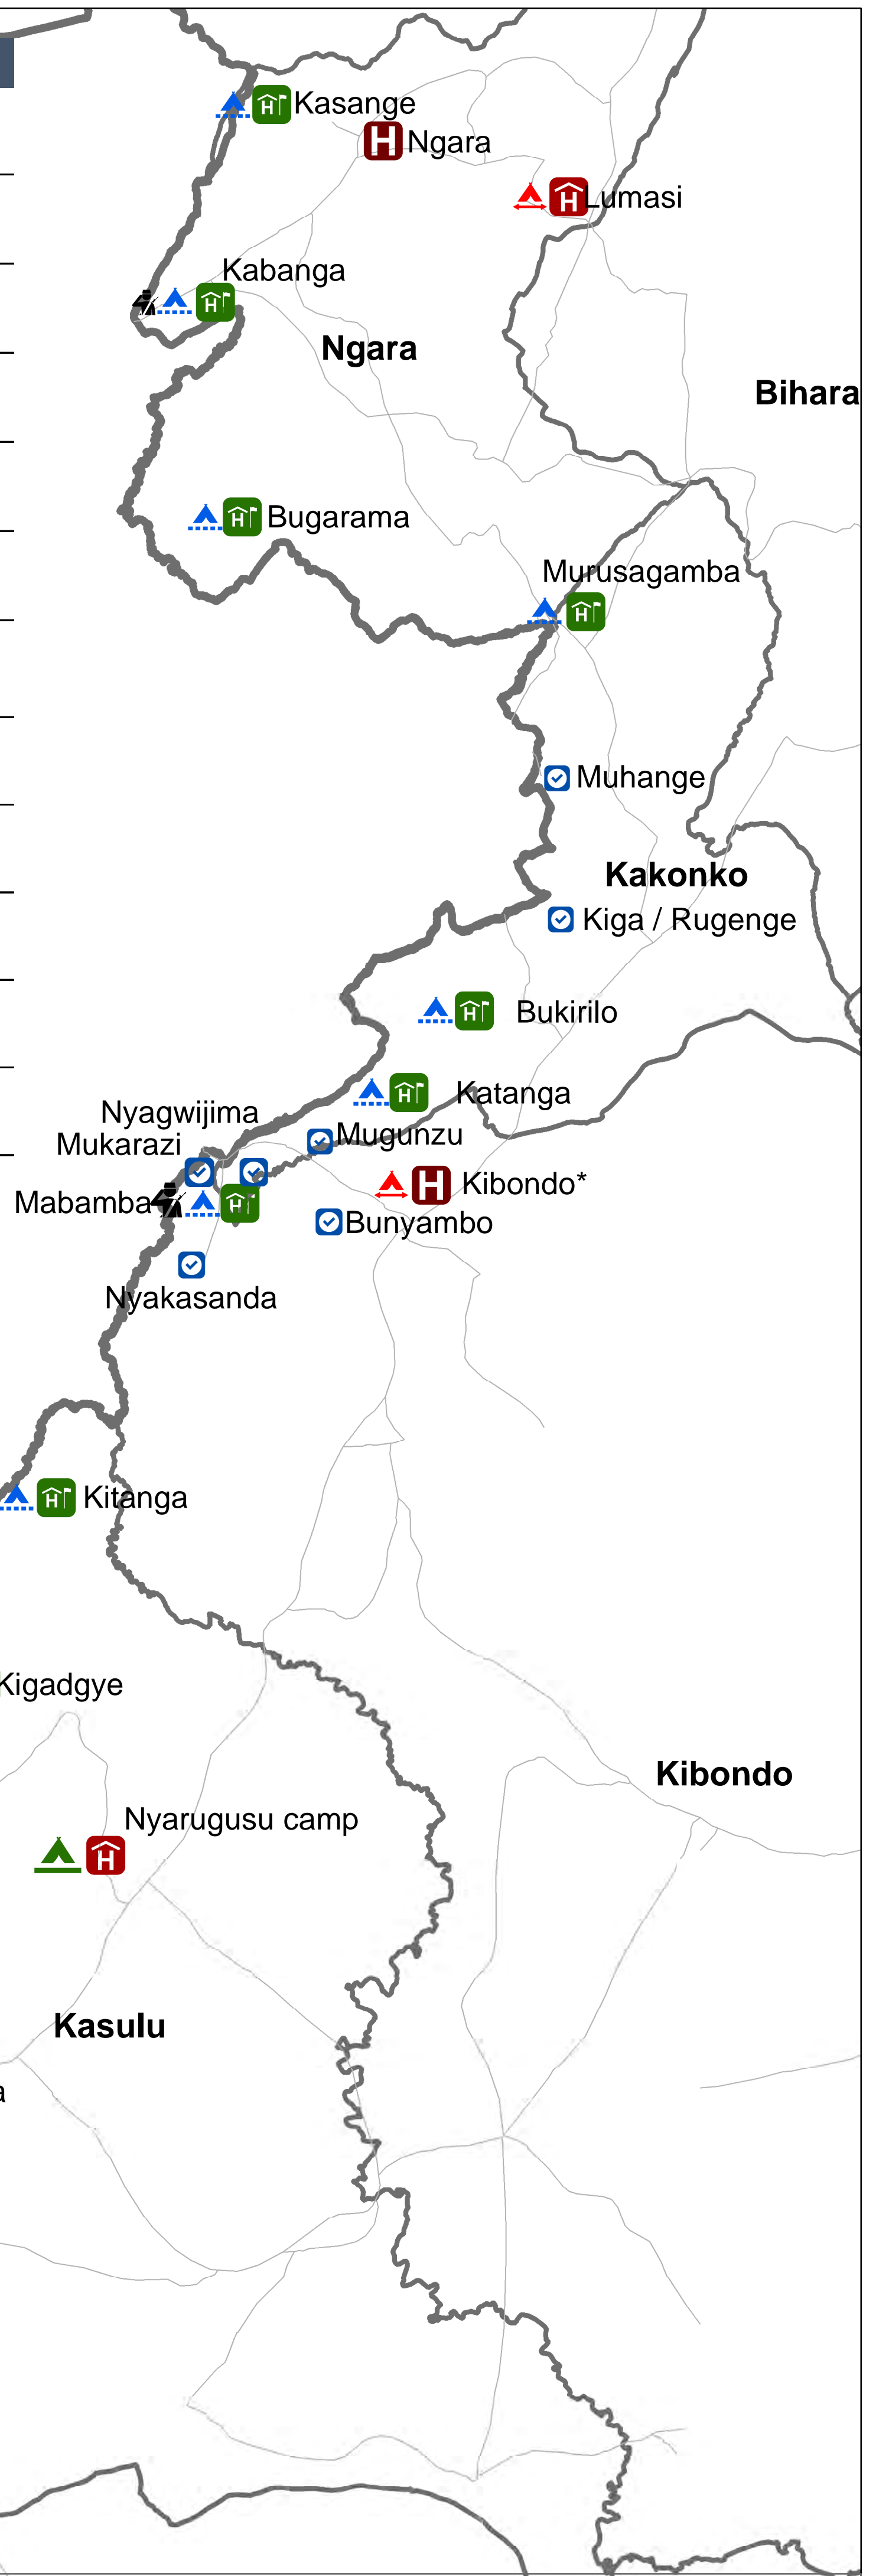 Kasange
Ngara
Lumasi
Kabanga
Ngara
Bihara
Bugarama
Murusagamba
Muhange
Kakonko
Kiga / Rugenge
Bukirilo
Katanga
Nyagwijima
Mugunzu
Mukarazi
Kibondo*
Mabamba
Bunyambo
Nyakasanda
Kitanga
Kigadgye
Kibondo
Nyarugusu camp
Kasulu
a